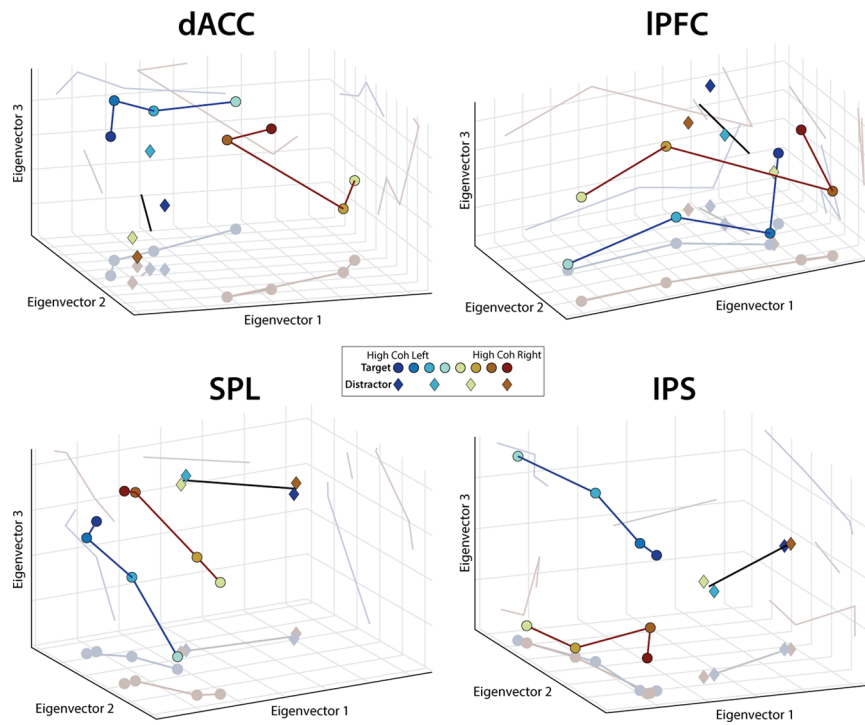 dACC
lPFC
Eigenvector 3
Eigenvector 2
Eigenvector 1
Eigenvector 3
Eigenvector 2
Eigenvector 1
High Coh Left
High Coh Right
Target
Distractor
SPL
IPS
Eigenvector 3
Eigenvector 2
Eigenvector 1
Eigenvector 3
Eigenvector 2
Eigenvector 1